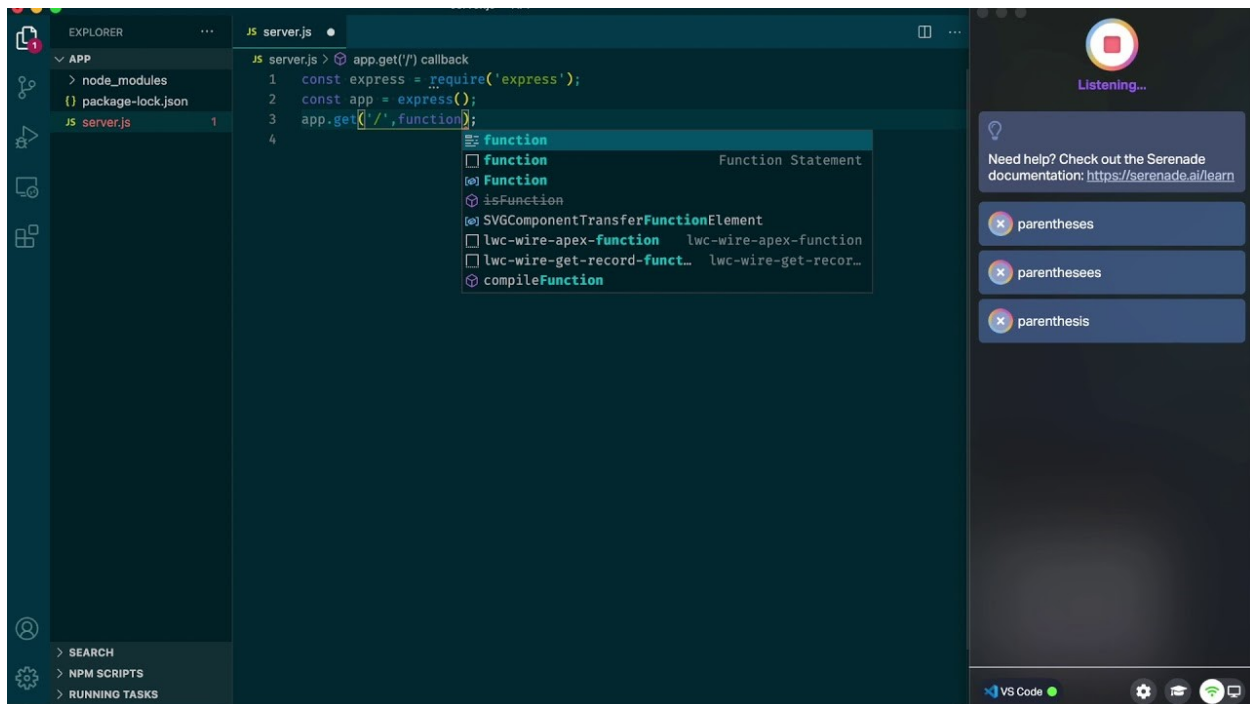 EXPLORER
···
JS server.js
APP
node_modules
{} package-lock.json
JS server.js 1
1
JS server.js > app.get('/') callback
1 const express = require('express');
2 const app = express();
3 app.get('/',function);
4
function
function Function Statement
Function
isFunction
SVGComponentTransferFunctionElement
lwc-wire-apex-function lwc-wire-apex-function
lwc-wire-get-record-funct… lwc-wire-get-recor…
compileFunction
SEARCH
NPM SCRIPTS
RUNNING TASKS
Listening...
Need help? Check out the Serenade
documentation: https://serenade.ai/learn
parentheses
parenthesees
parenthesis
VS Code